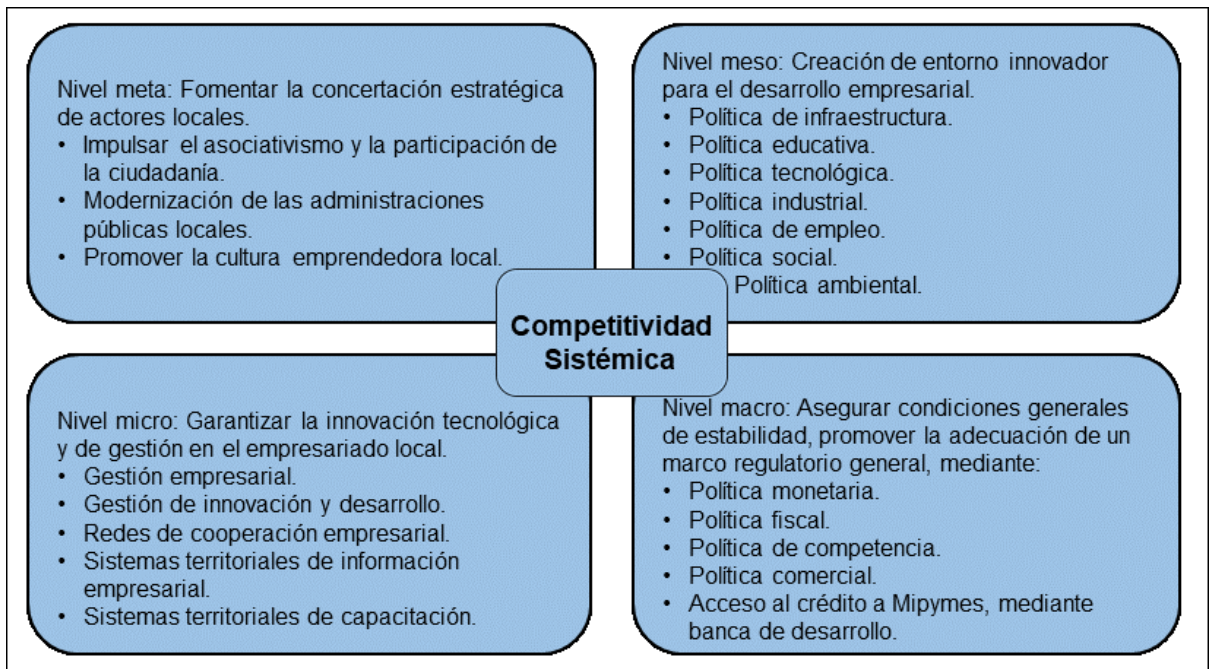 Nivel meta: Fomentar la concertación estratégica
de actores locales.
• Impulsar el asociativismo y la participación de
la ciudadanía.
• Modernización de las administraciones
públicas locales.
• Promover la cultura emprendedora local.
Nivel meso: Creación de entorno innovador
para el desarrollo empresarial.
• Política de infraestructura.
• Política educativa.
• Política tecnológica.
• Política industrial.
• Política de empleo.
• Política social.
Política ambiental.
Competitividad
Sistémica
Nivel micro: Garantizar la innovación tecnológica
y de gestión en el empresariado local.
• Gestión empresarial.
• Gestión de innovación y desarrollo.
• Redes de cooperación empresarial.
• Sistemas territoriales de información
empresarial.
• Sistemas territoriales de capacitación.
Nivel macro: Asegurar condiciones generales
de estabilidad, promover la adecuación de un
marco regulatorio general, mediante:
• Política monetaria.
• Política fiscal.
• Política de competencia.
• Política comercial.
• Acceso al crédito a Mipymes, mediante
banca de desarrollo.